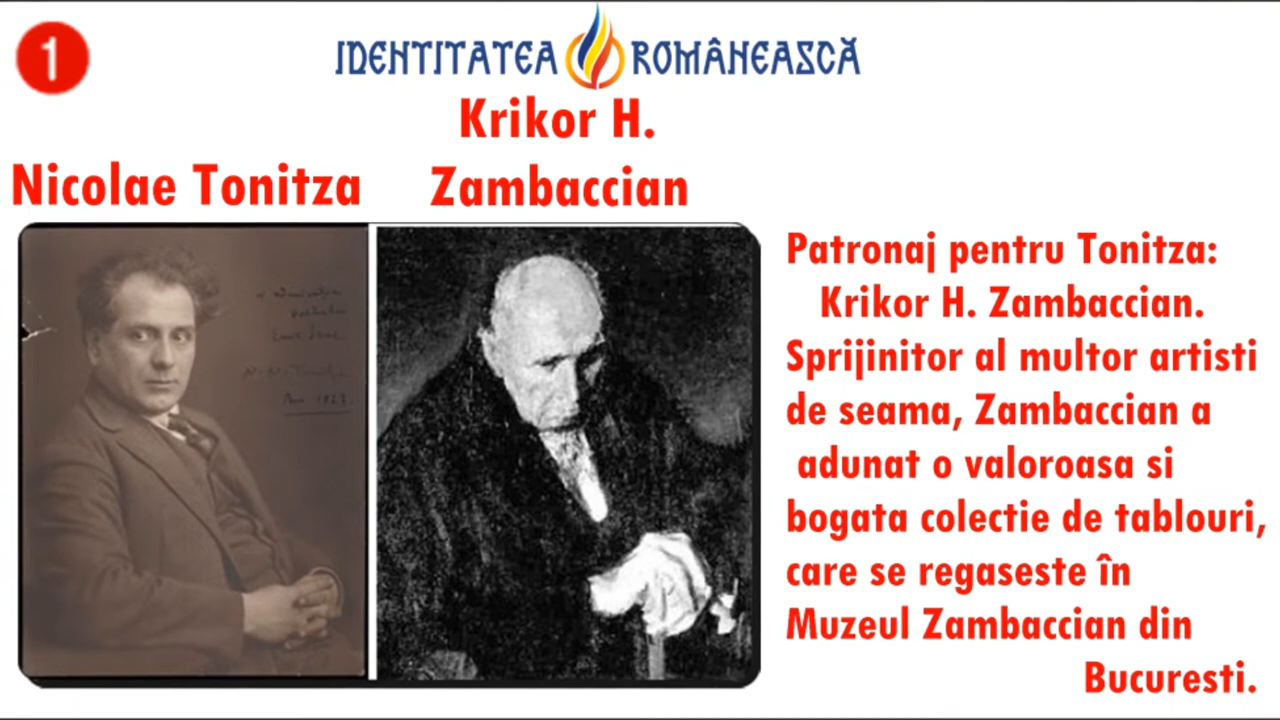 1
IDENTITATEA ROMÂNEASCĂ
Krikor H.
Zambaccian
Nicolae Tonitza
Patronaj pentru Tonitza:
Krikor H. Zambaccian.
Sprijinitor al multor artisti
de seama, Zambaccian a
adunat o valoroasa si
bogata colectie de tablouri,
care se regaseste în
Muzeul Zambaccian din
Bucuresti.